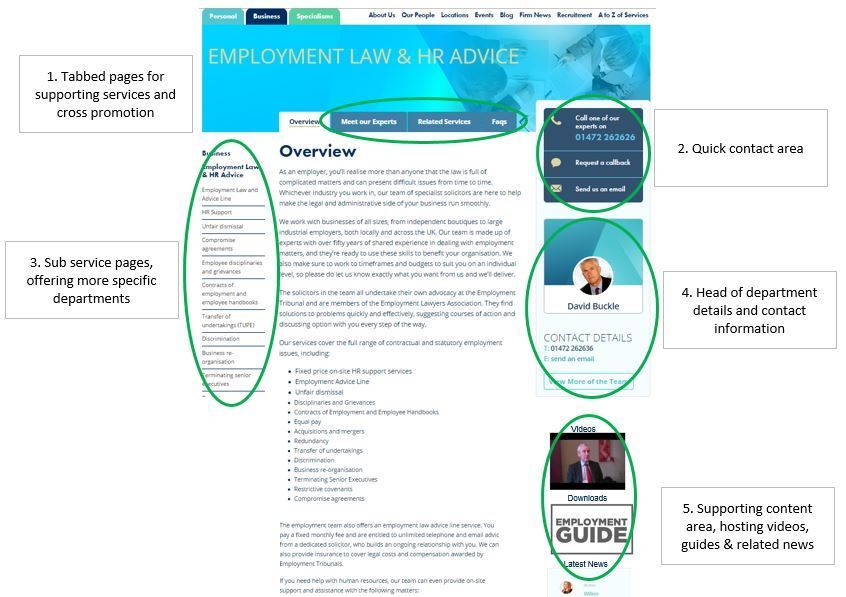 Personal
Business
Specialisms
About Us
Our People
Locations
Events
Blog
Firm News
Recruitment
A to Z of Services
EMPLOYMENT LAW & HR ADVICE
1. Tabbed pages for
supporting services and
cross promotion
Overview
Meet our Experts
Related Services
Faqs
Call one of our
experts on
01472 262626
Request a callback
Send us an email
2. Quick contact area
Business
Employment Law
& HR Advice
Employment Law and
Advice Line
HR Support
Unfair dismissal
Compromise
agreements
Employee disciplinaries
and grievances
Contracts of
employment and
employee handbooks
Transfer of
undertakings (TUPE)
Discrimination
Business re-
organisation
Terminating senior
executives
3. Sub service pages,
offering more specific
departments
Overview
As an employer, you'll realise more than anyone that the law is full of
complicated matters and can present difficult issues from time to time.
Whichever industry you work in, our team of specialist solicitors are here to help
make the legal and administrative side of your business run smoothly.
We work with businesses of all sizes, from independent boutiques to large
industrial employers, both locally and across the UK. Our team is made up of
experts with over fifty years of shared experience in dealing with employment
matters, and they're ready to use these skills to benefit your organisation. We
also make sure to work to timeframes and budgets to suit you on an individual
level, so please do let us know exactly what you want from us and we'll deliver.
The solicitors in the team all undertake their own advocacy at the Employment
Tribunal and are members of the Employment Lawyers Association. They find
solutions to problems quickly and effectively, suggesting courses of action and
discussing option with you every step of the way.
Our services cover the full range of contractual and statutory employment
issues, including:
Fixed price on-site HR support services
Employment Advice Line
Unfair dismissal
Disciplinaries and Grievances
Contracts of Employment and Employee Handbooks
Equal pay
Acquisitions and mergers
Redundancy
Transfer of undertakings
Discrimination
Business re-organisation
Terminating Senior Executives
Restrictive covenants
Compromise agreements
The employment team also offers an employment law advice line service. You
pay a fixed monthly fee and are entitled to unlimited telephone and email advic
from a dedicated solicitor, who builds an ongoing relationship with you. We can
also provide insurance to cover legal costs and compensation awarded by
Employment Tribunals.
If you need help with human resources, our team can even provide on-site
support and assistance with the following matters:
David Buckle
CONTACT DETAILS
T: 01472 262636
E: send an email
View More of the Team
4. Head of department
details and contact
information
Videos
Downloads
EMPLOYMENT
GUIDE
Latest News
5. Supporting content
area, hosting videos,
guides & related news